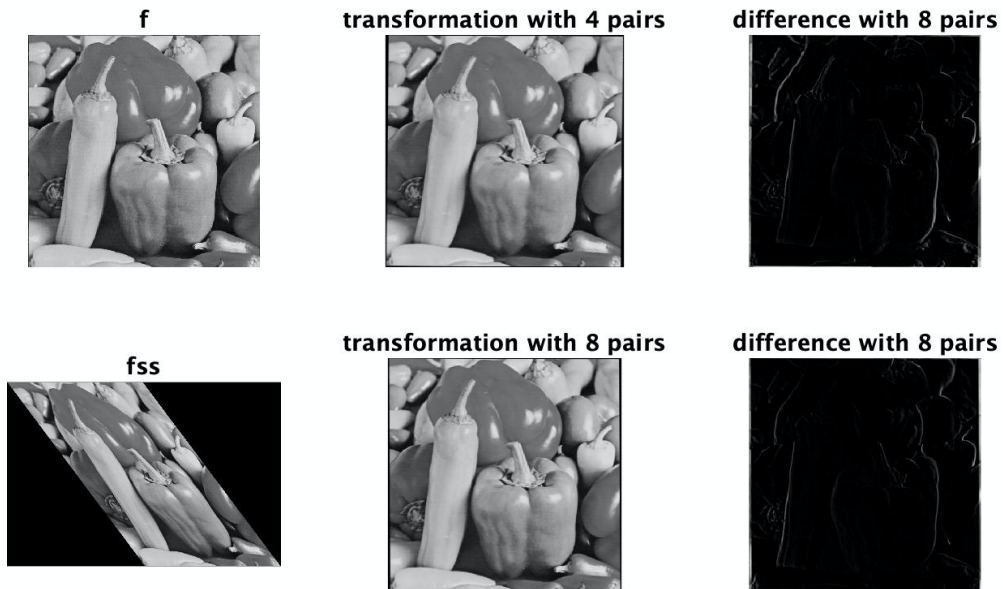 f
transformation with 4 pairs
difference with 8 pairs
fss
transformation with 8 pairs
difference with 8 pairs